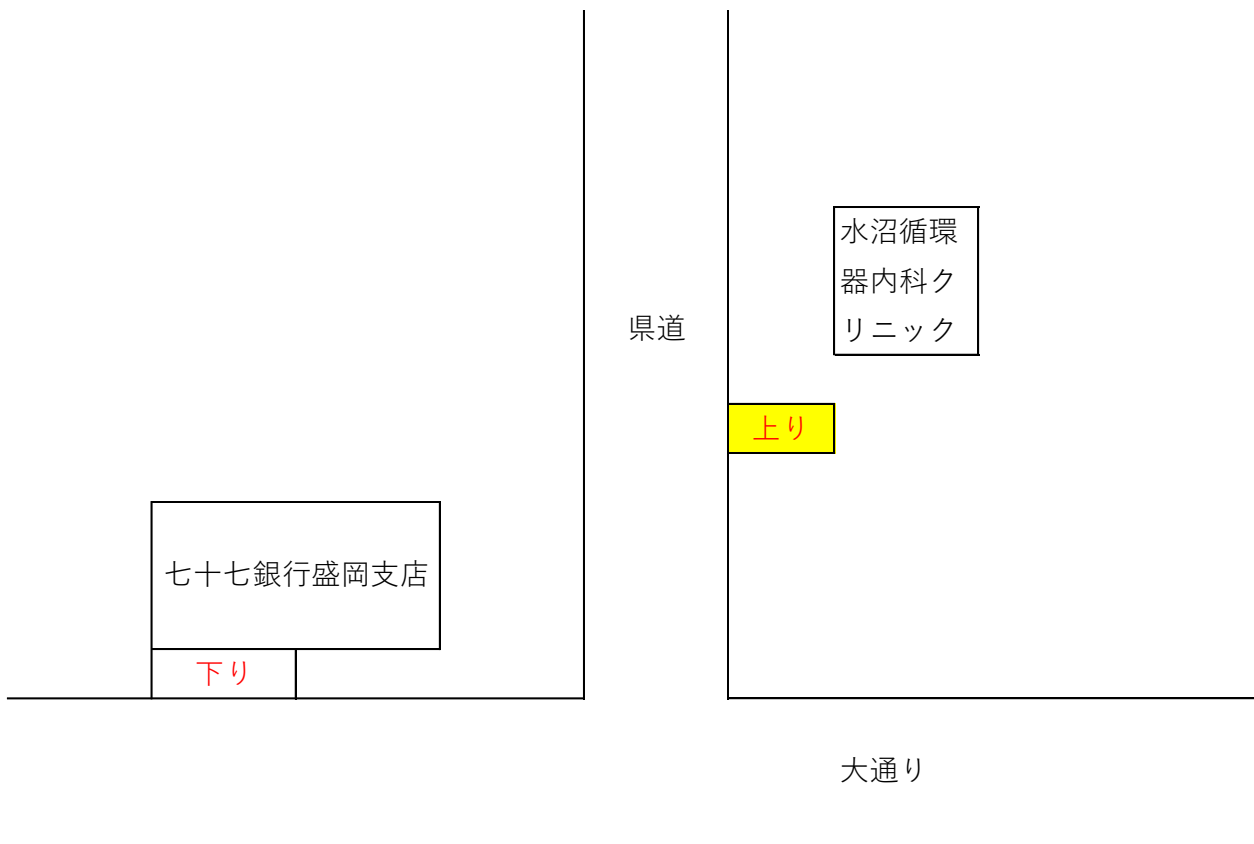 水沼循環
器内科ク
リニック
県道
上り
七十七銀行盛岡支店
下り
大通り